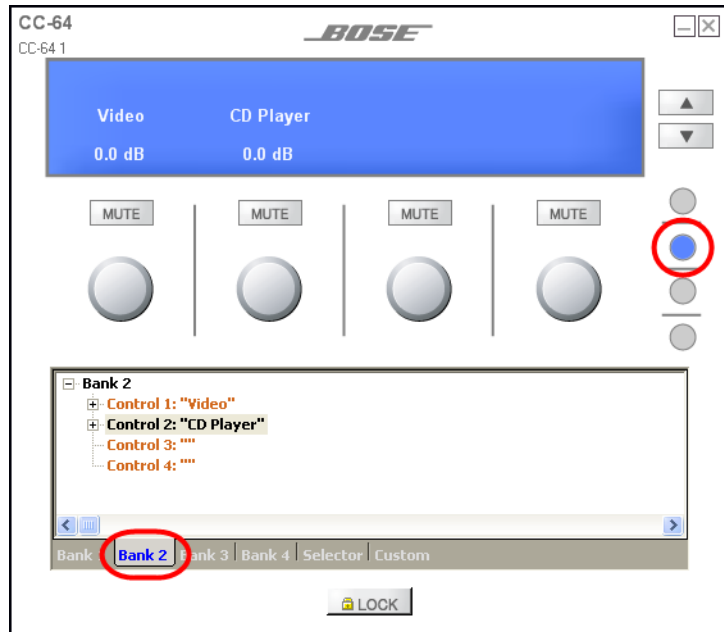 CC-64
BOSE
CC-64 1
Video CD Player
0.0 dB 0.0 dB
MUTE MUTE MUTE MUTE
Bank 2
Control 1: "Video"
Control 2: "CD Player"
Control 3: ""
Control 4: ""
Bank Bank 2 Bank 3 Bank 4 Selector Custom
LOCK